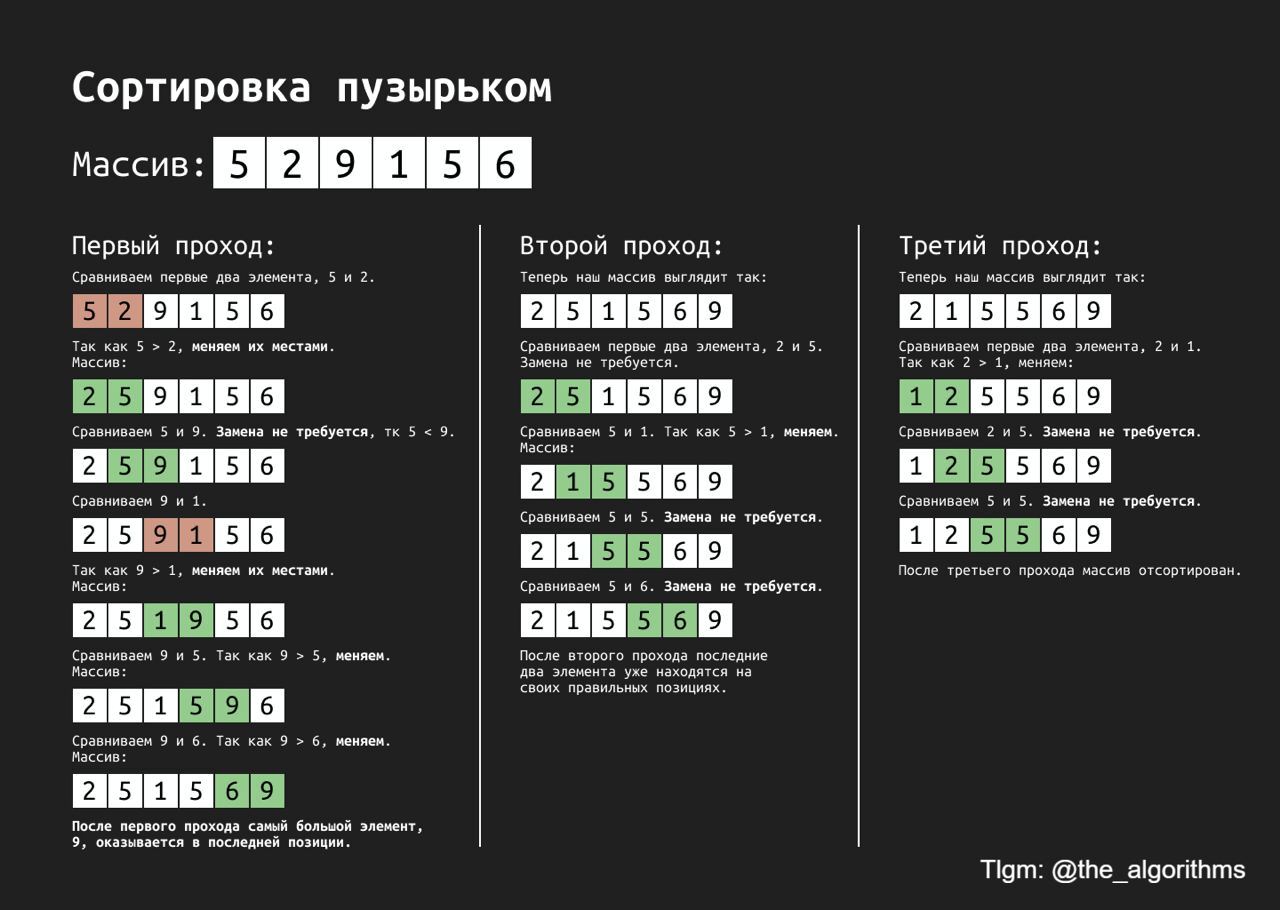 Сортировка пузырьком
Массив: 5 2 9 1 5 6
Первый проход:
Сравниваем первые два элемента, 5 и 2.
5 2 9 1 5 6
Так как 5 > 2, меняем их местами.
Массив:
2 5 9 1 5 6
Сравниваем 5 и 9. Замена не требуется, тк 5 < 9.
2 5 9 1 5 6
Сравниваем 9 и 1.
2 5 9 1 5 6
Так как 9 > 1, меняем их местами.
Массив:
2 5 1 9 5 6
Сравниваем 9 и 5. Так как 9 > 5, меняем.
Массив:
2 5 1 5 9 6
Сравниваем 9 и 6. Так как 9 > 6, меняем.
Массив:
2 5 1 5 6 9
После первого прохода самый большой элемент,
9, оказывается в последней позиции.
Второй проход:
Теперь наш массив выглядит так:
2 5 1 5 6 9
Сравниваем первые два элемента, 2 и 5.
Замена не требуется.
2 5 1 5 6 9
Сравниваем 5 и 1. Так как 5 > 1, меняем.
Массив:
2 1 5 5 6 9
Сравниваем 5 и 5. Замена не требуется.
2 1 5 5 6 9
Сравниваем 5 и 6. Замена не требуется.
2 1 5 5 6 9
После второго прохода последние
два элемента уже находятся на
своих правильных позициях.
Третий проход:
Теперь наш массив выглядит так:
2 1 5 5 6 9
Сравниваем первые два элемента, 2 и 1.
Так как 2 > 1, меняем:
1 2 5 5 6 9
Сравниваем 2 и 5. Замена не требуется.
1 2 5 5 6 9
Сравниваем 5 и 5. Замена не требуется.
1 2 5 5 6 9
После третьего прохода массив отсортирован.
Tlgm: @the_algorithms